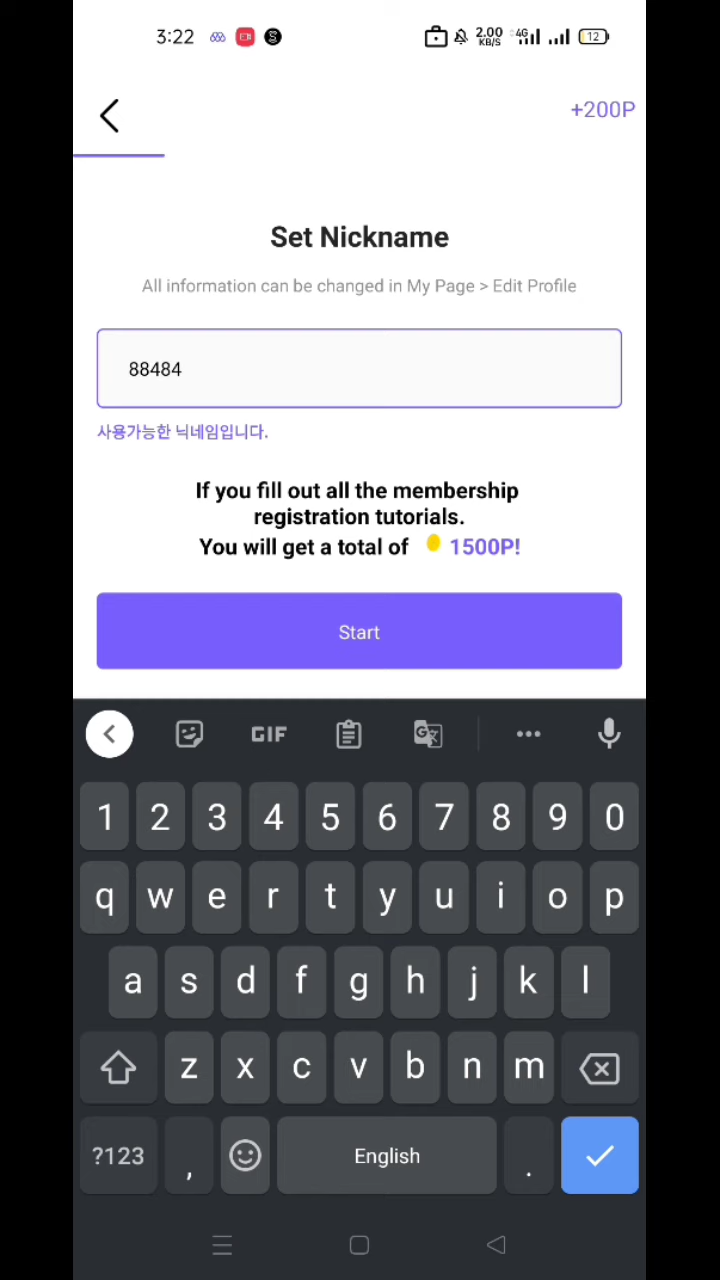 3:22 2.00 KB/S 4G 12
+200P
Set Nickname
All information can be changed in My Page > Edit Profile
88484
사용가능한 닉네임입니다.
If you fill out all the membership
registration tutorials.
You will get a total of 1500P!
Start
GIF
1 2 3 4 5 6 7 8 9 0
q w e r t y u i o p
a s d f g h j k l
z x c v b n m
?123 , English .